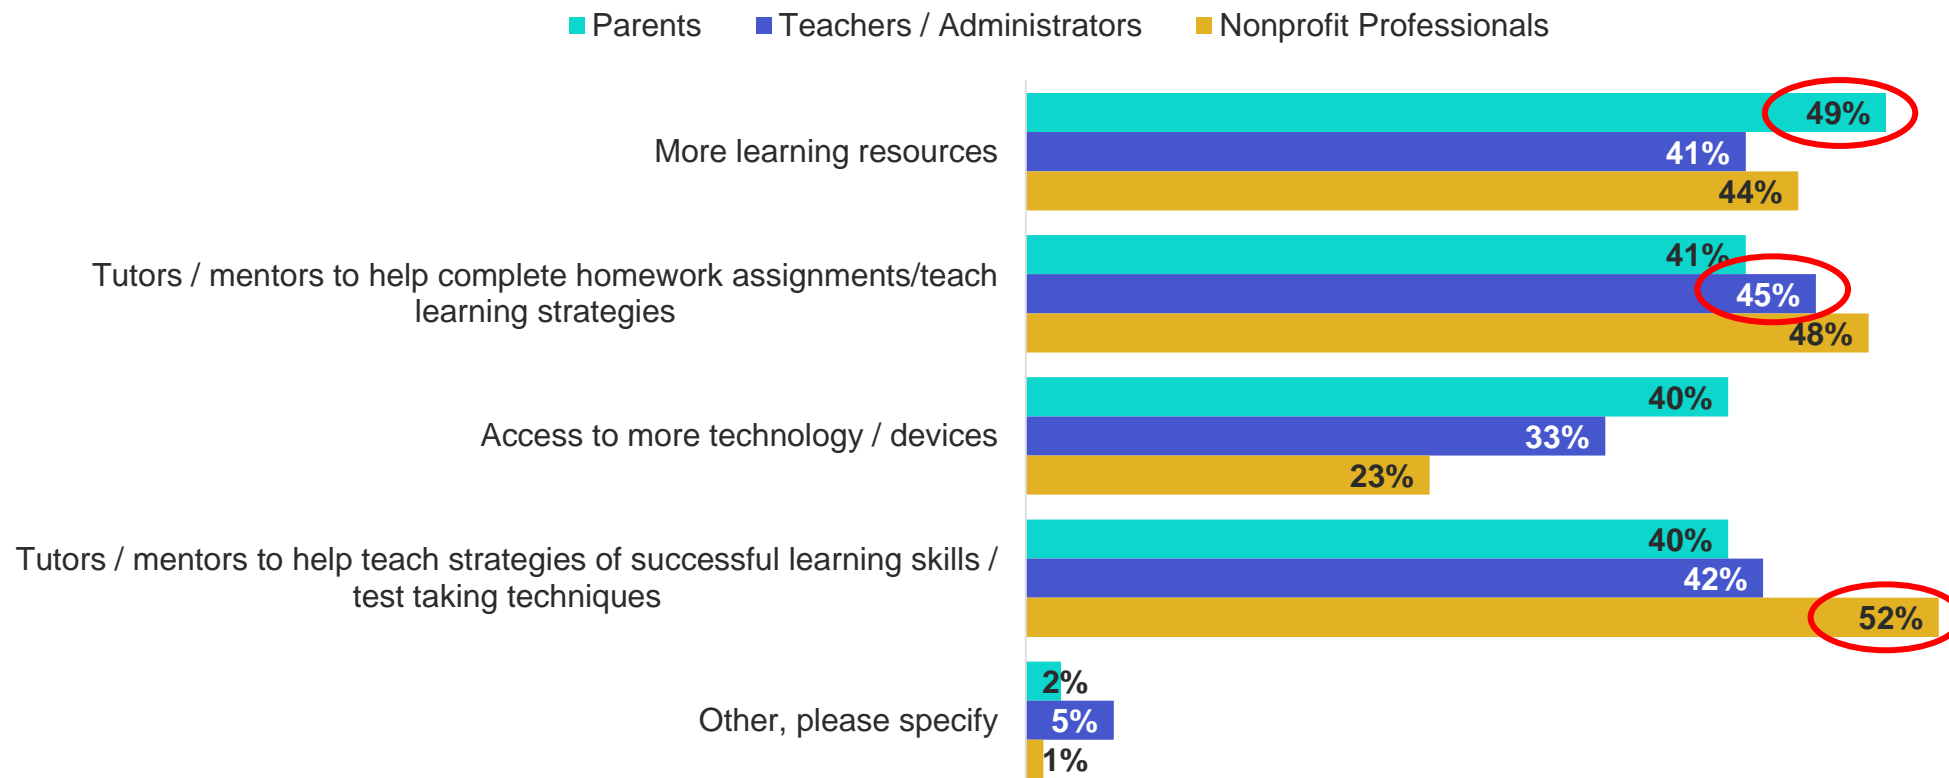 Parents Teachers / Administrators Nonprofit Professionals
More learning resources
49%
41%
44%
Tutors / mentors to help complete homework assignments/teach
learning strategies
41%
45%
48%
Access to more technology / devices
40%
33%
23%
Tutors / mentors to help teach strategies of successful learning skills /
test taking techniques
40%
42%
52%
Other, please specify
2%
5%
1%